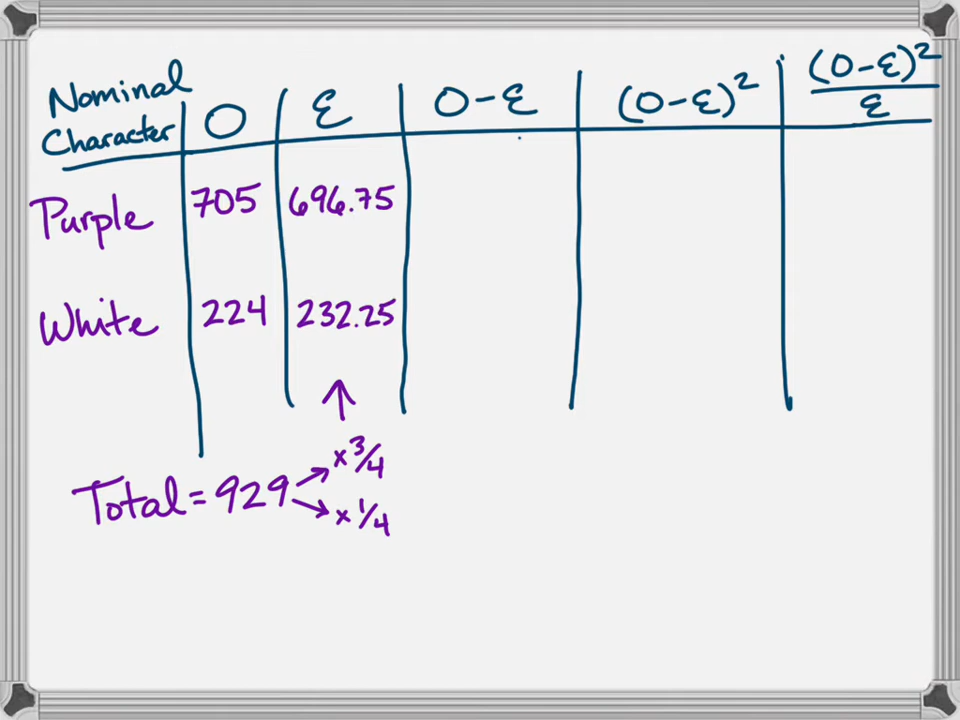 Nominal Character O Ɛ O-Ɛ (O-Ɛ)² (O-Ɛ)²/Ɛ
Purple 705 696.75
White 224 232.25
↑
Total = 929 → x 3/4
→ x 1/4